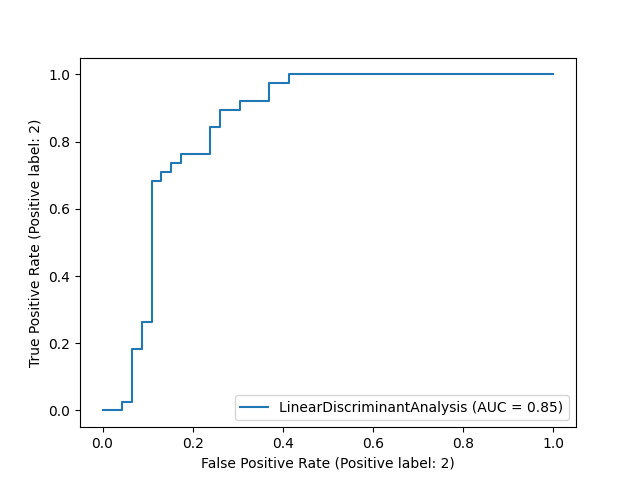 1.0
0.8
0.6
0.4
0.2
0.0
True Positive Rate (Positive label: 2)
LinearDiscriminantAnalysis (AUC = 0.85)
0.0 0.2 0.4 0.6 0.8 1.0
False Positive Rate (Positive label: 2)